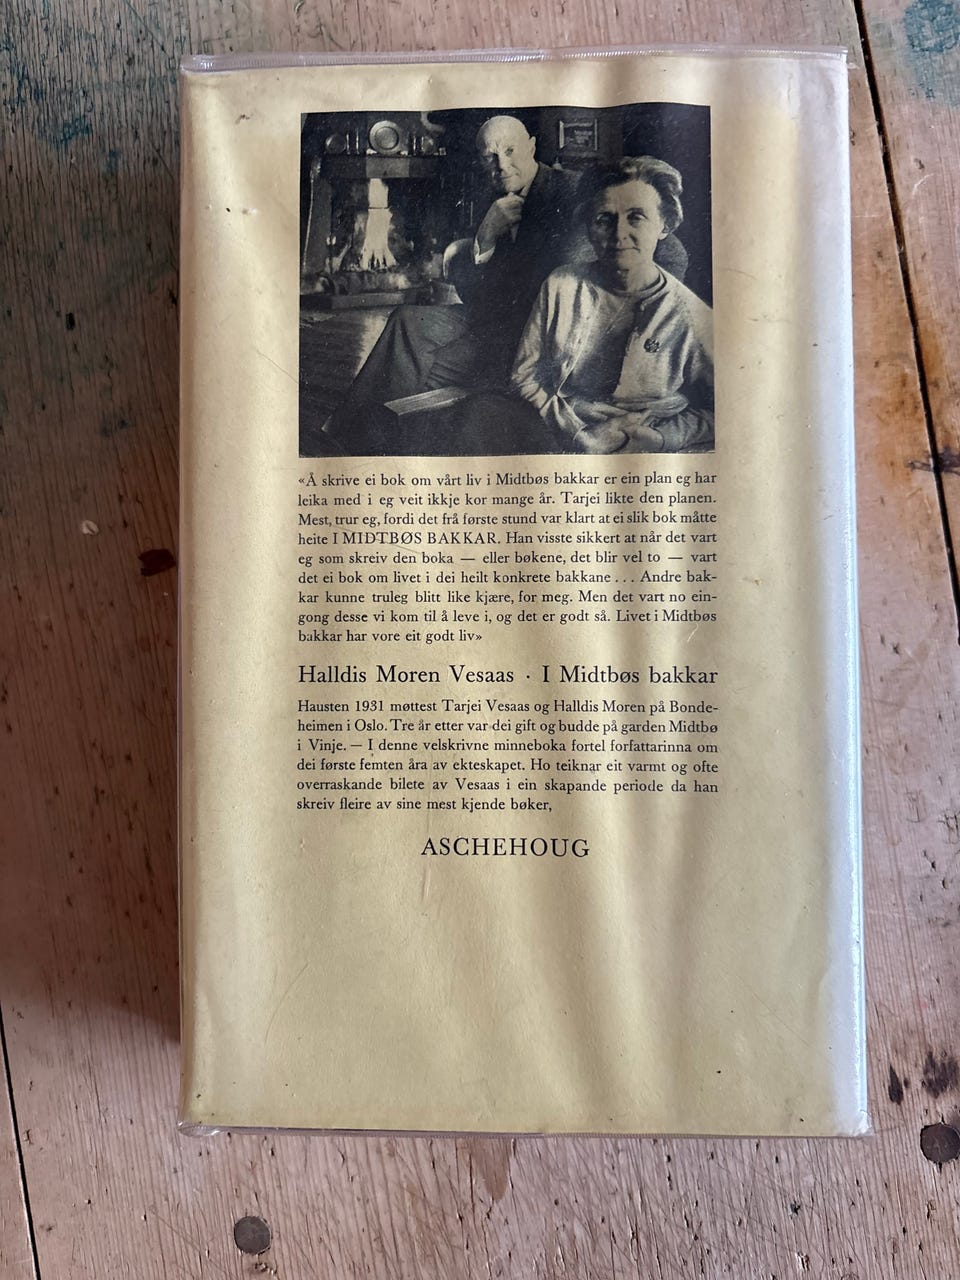 «Å skrive ei bok om vårt liv i Midtbøs bakkar er ein plan eg har
leika med i eg veit ikkje kor mange år. Tarjei likte den planen.
Mest, trur eg, fordi det frå første stund var klart at ei slik bok måtte
heite I MIDTBØS BAKKAR. Han visste sikkert at når det vart
eg som skreiv den boka — eller bøkene, det blir vel to — vart
det ei bok om livet i dei heilt konkrete bakkane . . . Andre bak-
kar kunne truleg blitt like kjære, for meg. Men det vart no ein-
gong desse vi kom til å leve i, og det er godt så. Livet i Midtbøs
bakkar har vore eit godt liv»
Halldis Moren Vesaas · I Midtbøs bakkar
Hausten 1931 møttest Tarjei Vesaas og Halldis Moren på Bonde-
heimen i Oslo. Tre år etter var dei gift og budde på garden Midtbø
i Vinje. — I denne velskrivne minneboka fortel forfattarinna om
dei første femten åra av ekteskapet. Ho teiknar eit varmt og ofte
overraskande bilete av Vesaas i ein skapande periode da han
skreiv fleire av sine mest kjende bøker,
ASCHEHOUG